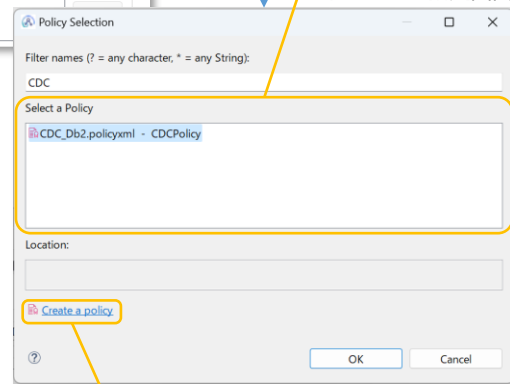 Policy Selection
Filter names (? = any character, * = any String):
CDC
Select a Policy
CDC_Db2.policyxml - CDCPolicy
Location:
Create a policy
OK
Cancel